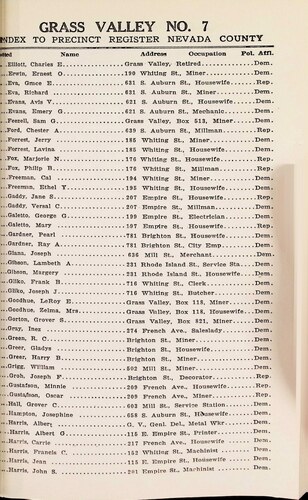 GRASS VALLEY NO. 7
INDEX TO PRECINCT REGISTER NEVADA COUNTY
Name Address Occupation Pol. Affl.
Elliott, Charles E. Grass Valley, Retired Dem.
Erwin, Ernest O 190 Whiting St., Miner Dem.
Eva, Grace E. 631 S. Auburn St., Housewife Rep.
Eva, Richard 631 S. Auburn St., Miner Dem.
Evans, Avis V 621 S. Auburn St., Housewife Dem.
Evans, Emery G 621 S. Auburn St., Mechanic Dem.
Fezzell, Sam G. Grass Valley, Box 513, Miner Dem.
Ford, Chester A 629 S. Auburn St., Millman Rep.
Forrest, Jerry 185 Whiting St., Miner Dem.
Forrest, Lavina 185 Whiting St., Housewife Dem.
Fox, Marjorie N 176 Whiting St., Housewife Rep.
Fox, Philip B 176 Whiting St., Millman Rep.
Freeman, Cal 194 Whiting St., Miner Dem.
Freeman, Ethel Y 195 Whiting St., Housewife Dem.
Gaddy, Jane S 207 Empire St., Housewife Dem.
Gaddy, Versal C 207 Empire St., Millman Dem.
Galetto, George G 199 Empire St., Electrician Dem.
Galetto, Mary 197 Empire St., Housewife Rep.
Gardner, Pearl 781 Brighton St., Housewife Dem.
Gardner, Ray A 781 Brighton St., City Emp Dem.
Glana, Joseph 636 Mill St., Merchant Dem.
Gibson, Lambeth A 231 Rhode Island St., Service Sta Dem.
Gibson, Margery 231 Rhode Island St., Housewife Dem.
Gilko, Frank B 716 Whiting St., Clerk Dem.
Gilko, Joseph J 716 Whiting St., Butcher Dem.
Goodhue, LeRoy E Grass Valley, Box 118, Miner Dem.
Goodhue, Zelma, Mrs. Grass Valley, Box 118, Housewife Dem.
Gorton, Grover S Grass Valley, Box 821, Miner Dem.
Gray, Inez 274 French Ave., Saleslady Dem.
Green, R. C. Brighton St., Miner Dem.
Greer, Gladys Brighton St., Housewife Dem.
Greer, Harry B Brighton St., Miner Dem.
Grigg, William 502 Mill St., Miner Dem.
Groh, Joseph F Brighton St., Decorator Rep.
Gustafson, Minnie 209 French Ave., Housewife Rep.
Gustafson, Oscar 209 French Ave., Miner Rep.
Hall, Grover C 603 Mill St., Service Station Dem.
Hampton, Josephine 618 S. Auburn St., Housewife Dem.
Harris, Albert G. V., Genl. Del., Metal Wkr. Dem.
Harris, Albert G 115 E. Empire St., Printer Dem.
Harris, Carrie 217 French Ave., Housewife Dem.
Harris, Francis C 152 Whiting St., Machinist Dem.
Harris, Jean 115 E. Empire St., Housewife Dem.
Harris, John S. 201 Empire St., Machinist Dem.